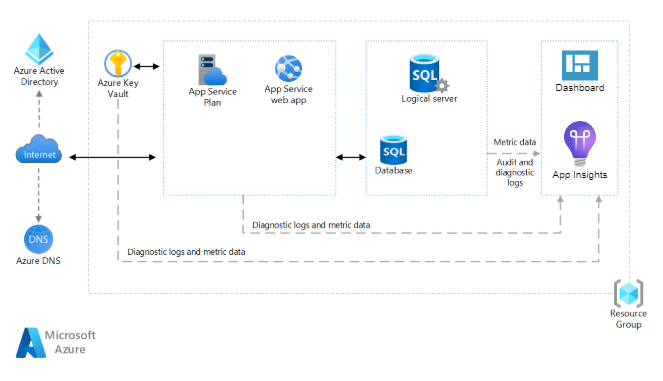 Azure Active
Directory
Internet
DNS
Azure DNS
Azure Key
Vault
App Service
Plan
App Service
web app
SQL
Logical server
SQL
Database
Dashboard
App Insights
Metric data
Audit and
diagnostic
logs
Diagnostic logs and metric data
Diagnostic logs and metric data
Resource
Group
Microsoft
Azure